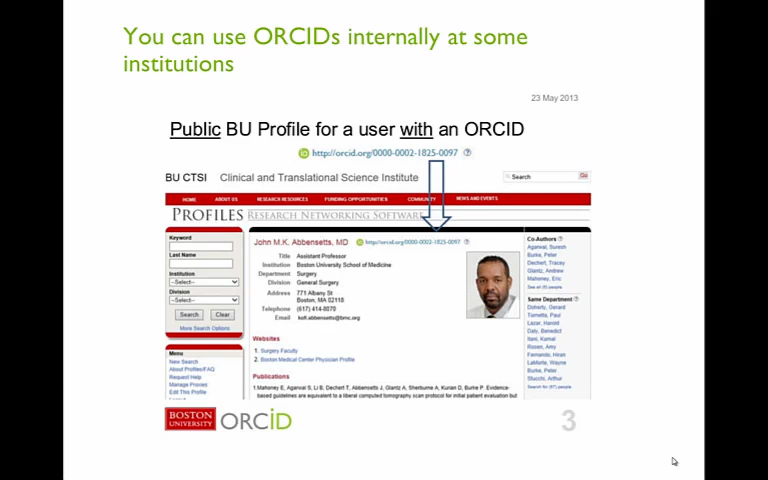 You can use ORCIDs internally at some
institutions
23 May 2013
Public BU Profile for a user with an ORCID
http://orcid.org/0000-0002-1825-0097
BU CTSI Clinical and Translational Science Institute
Search Go
HOME ABOUT US RESEARCH RESOURCES FUNDING OPPORTUNITIES COMMUNITY NEWS AND EVENTS
PROFILES RESEARCH NETWORKING SOFTWARE
Keyword
Last Name
Institution
--Select--
Division
--Select--
Search Clear
More Search Options
Menu
New Search
About Profiles/FAQ
Request Help
Manage Proxies
Edit This Profile
John M.K. Abbensetts, MD http://orcid.org/0000-0002-1825-0097
Title Assistant Professor
Institution Boston University School of Medicine
Department Surgery
Division General Surgery
Address 771 Albany St
Boston, MA 02118
Telephone (617) 414-8070
Email kofi.abbensetts@bmc.org
Websites
1. Surgery Faculty
2. Boston Medical Center Physician Profile
Publications
1. Mahoney E, Agarwal S, Li B, Dechert T, Abbensetts J, Glantz A, Sherburne A, Kurian D, Burke P. Evidence-
based guidelines are equivalent to a liberal computed tomography scan protocol for initial patient evaluation but
Co-Authors
Agarwal, Suresh
Burke, Peter
Dechert, Tracey
Glantz, Andrew
Mahoney, Eric
See all people
Same Department
Doherty, Gerard
Tornetta, Paul
Lazar, Harold
Daly, Benedict
Itani, Kamal
Rosen, Amy
Fernando, Hiran
LaMorte, Wayne
Burke, Peter
Stucchi, Arthur
Search for people
BOSTON
UNIVERSITY
ORCID
3